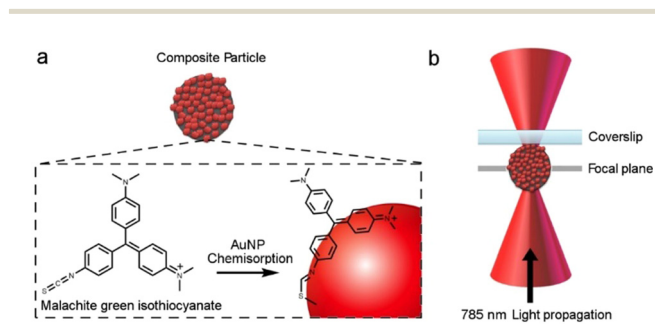 a
Composite Particle
b
Coverslip
Focal plane
N
N
+
N
AuNP
Chemisorption
S
C
N
N
+
Malachite green isothiocyanate
N
+
S
785 nm Light propagation